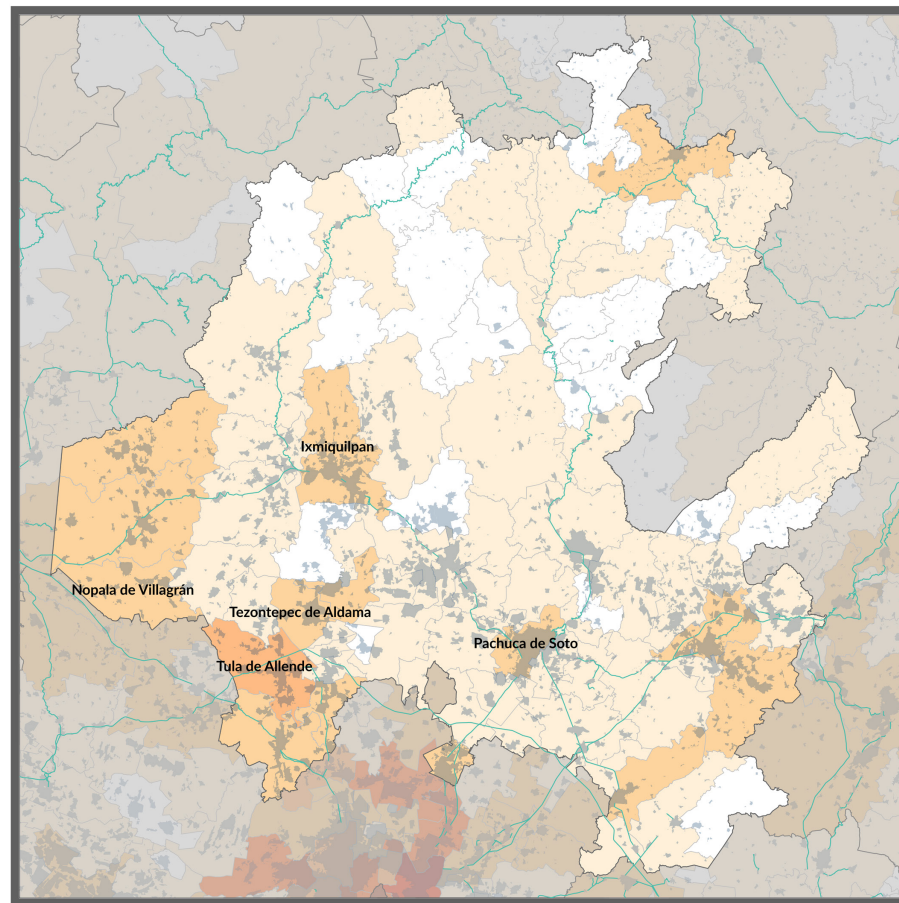 Ixmiquilpan
Nopala de Villagrán
Tezontepec de Aldama
Pachuca de Soto
Tula de Allende